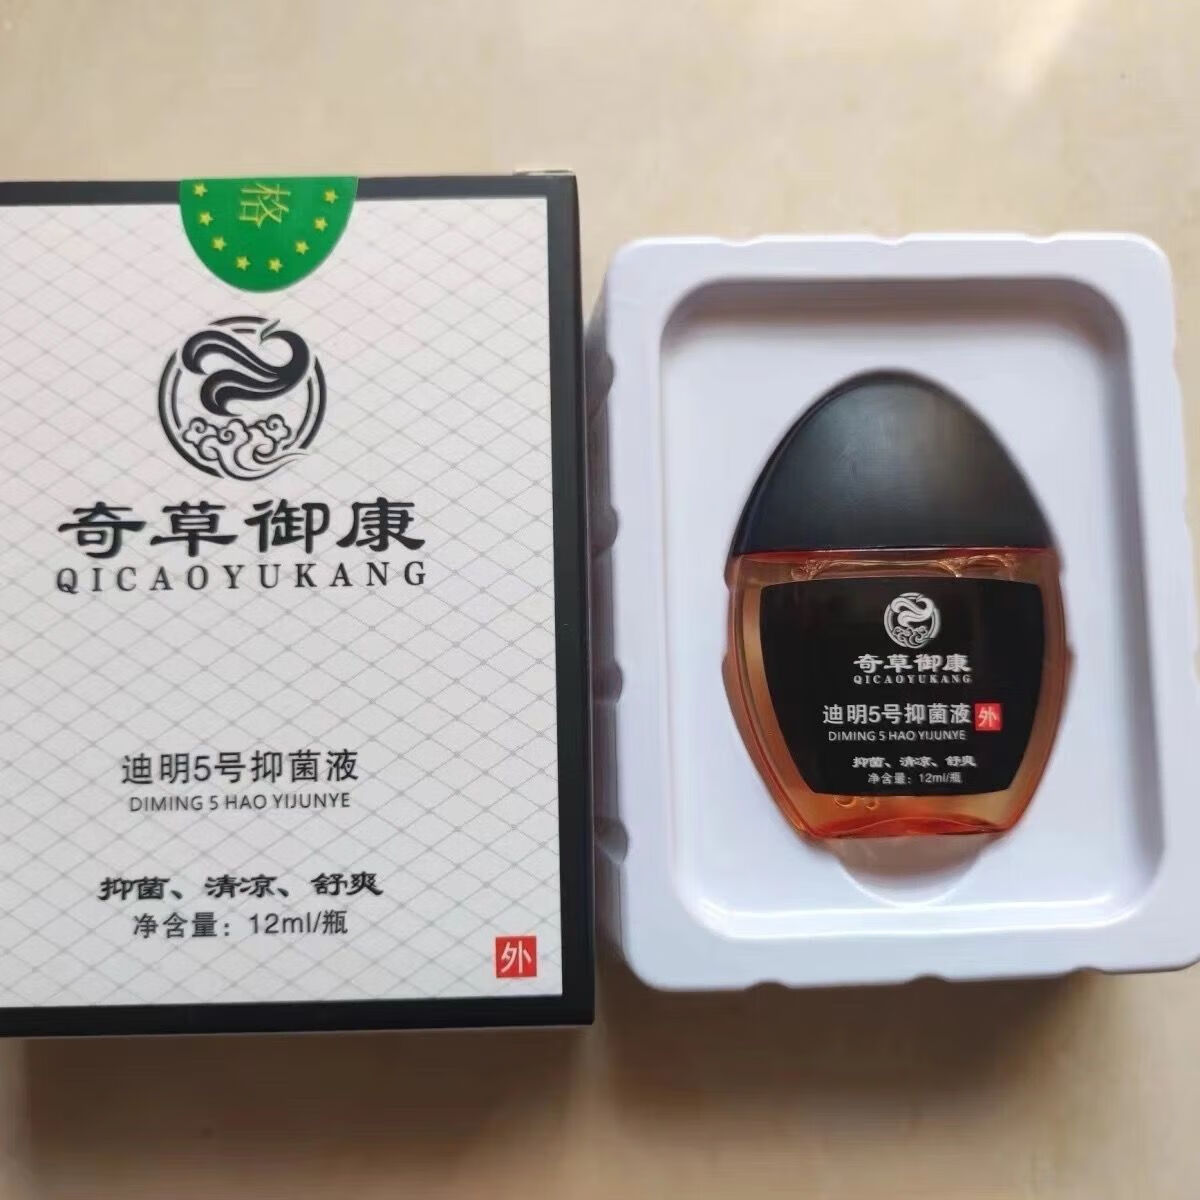 格
奇草御康
QICAOYUKANG
迪明5号抑菌液
DIMING 5 HAO YIJUNYE
抑菌、清凉、舒爽
净含量：12ml/瓶
外
奇草御康
QICAOYUKANG
迪明5号抑菌液 外
DIMING 5 HAO YIJUNYE
抑菌、清凉、舒爽
净含量：12ml/瓶